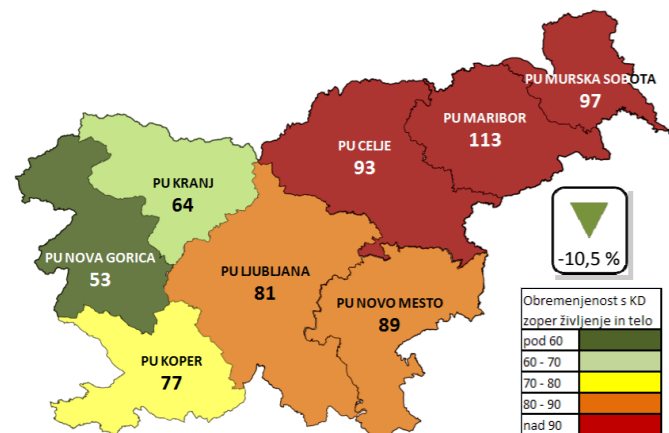 PU MURSKA SOBOTA
97
PU MARIBOR
113
PU CELJE
93
PU KRANJ
64
PU NOVA GORICA
53
PU LJUBLJANA
81
PU NOVO MESTO
89
PU KOPER
77
-10,5 %
Obremenjenost s KD
zoper življenje in telo
pod 60
60 - 70
70 - 80
80 - 90
nad 90